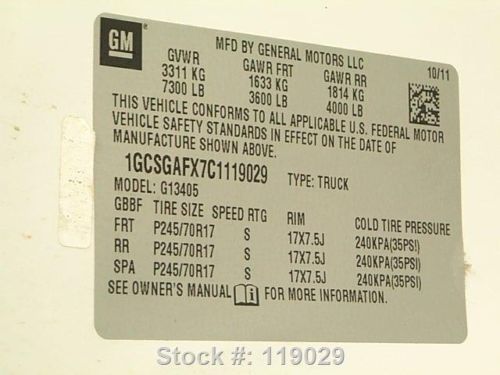 GM
MFD BY GENERAL MOTORS LLC
GVWR GAWR FRT GAWR RR 10/11
3311 KG 1633 KG 1814 KG
7300 LB 3600 LB 4000 LB
THIS VEHICLE CONFORMS TO ALL APPLICABLE U.S. FEDERAL MOTOR
VEHICLE SAFETY STANDARDS IN EFFECT ON THE DATE OF
MANUFACTURE SHOWN ABOVE.
1GCSGAFX7C1119029 TYPE: TRUCK
MODEL: G13405
GBBF TIRE SIZE SPEED RTG RIM COLD TIRE PRESSURE
FRT P245/70R17 S 17X7.5J 240KPA(35PSI)
RR P245/70R17 S 17X7.5J 240KPA(35PSI)
SPA P245/70R17 S 17X7.5J 240KPA(35PSI)
SEE OWNER'S MANUAL FOR MORE INFORMATION.
Stock #: 119029